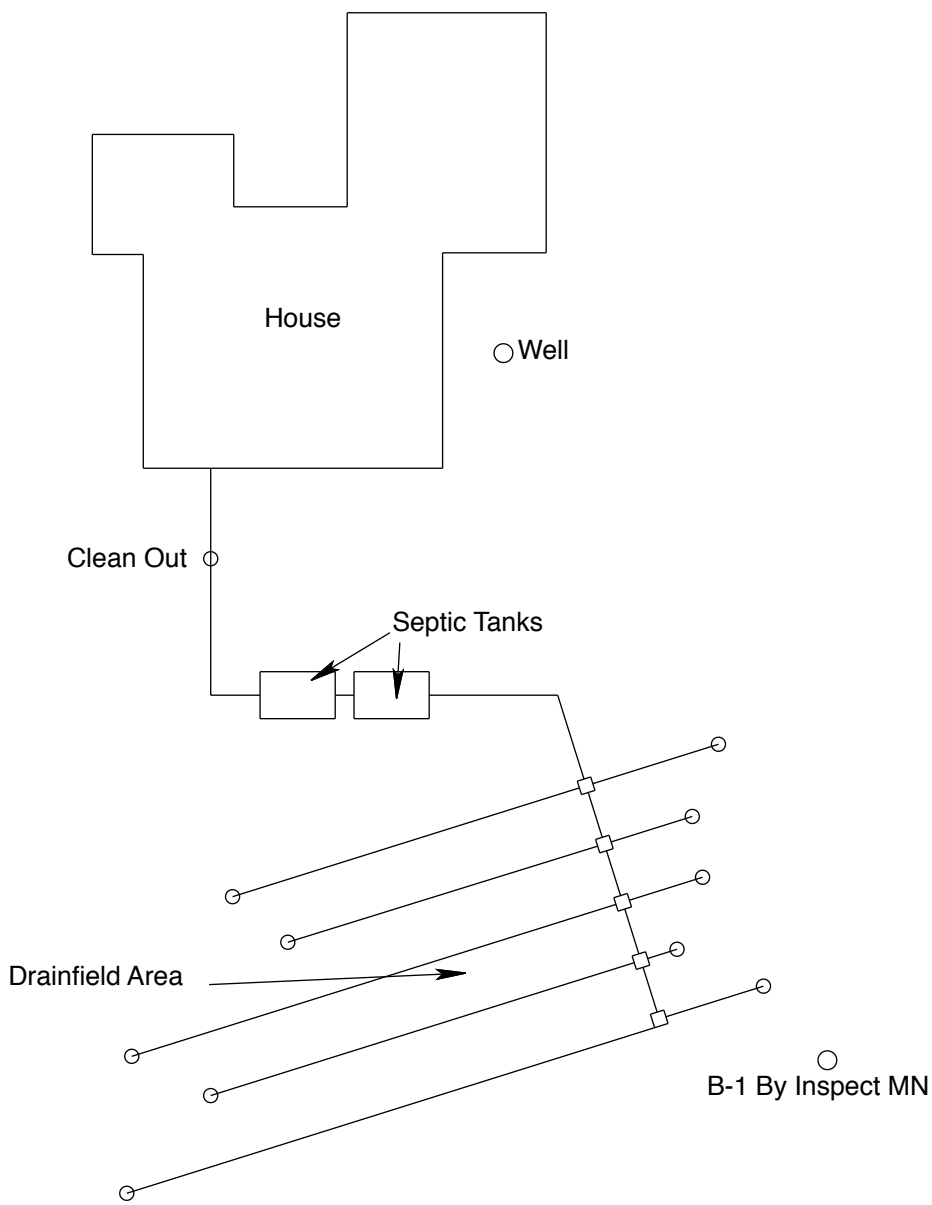 House
Well
Clean Out
Septic Tanks
Drainfield Area
B-1 By Inspect MN